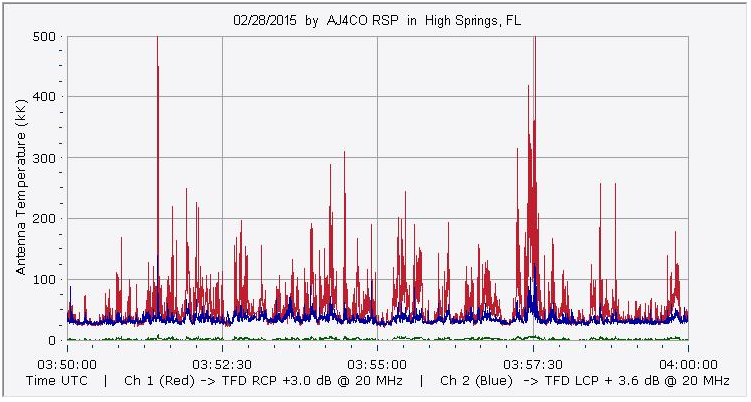 02/28/2015 by AJ4CO RSP in High Springs, FL
Antenna Temperature (kK)
500
400
300
200
100
0
03:50:00 03:52:30 03:55:00 03:57:30 04:00:00
Time UTC | Ch 1 (Red) -> TFD RCP +3.0 dB @ 20 MHz | Ch 2 (Blue) -> TFD LCP + 3.6 dB @ 20 MHz